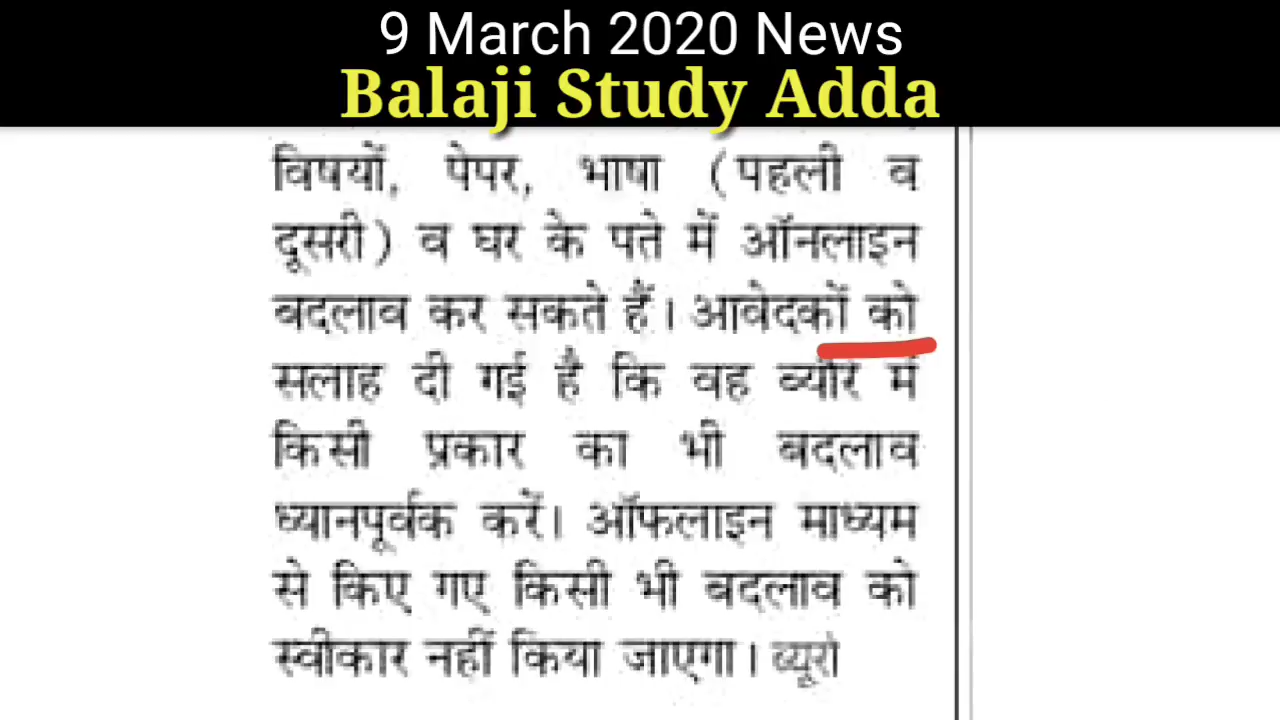 9 March 2020 News
Balaji Study Adda
विषयों, पेपर, भाषा (पहली व
दूसरी) व घर के पते में ऑनलाइन
बदलाव कर सकते हैं। आवेदकों को
सलाह दी गई है कि वह ब्यौरे में
किसी प्रकार का भी बदलाव
ध्यानपूर्वक करें। ऑफलाइन माध्यम
से किए गए किसी भी बदलाव को
स्वीकार नहीं किया जाएगा। ब्यूरो